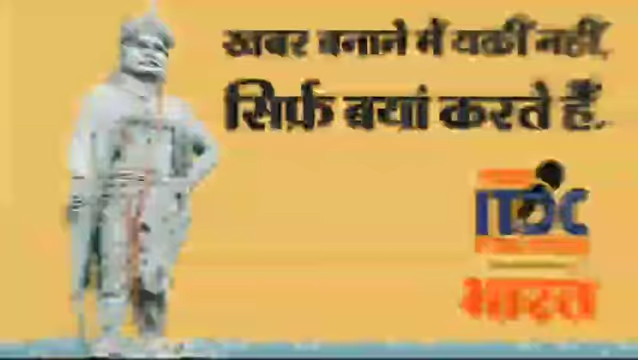 ख़बर बनाने में यकीं नहीं,
सिर्फ़ बयां करते हैं.
ITDC
भारत